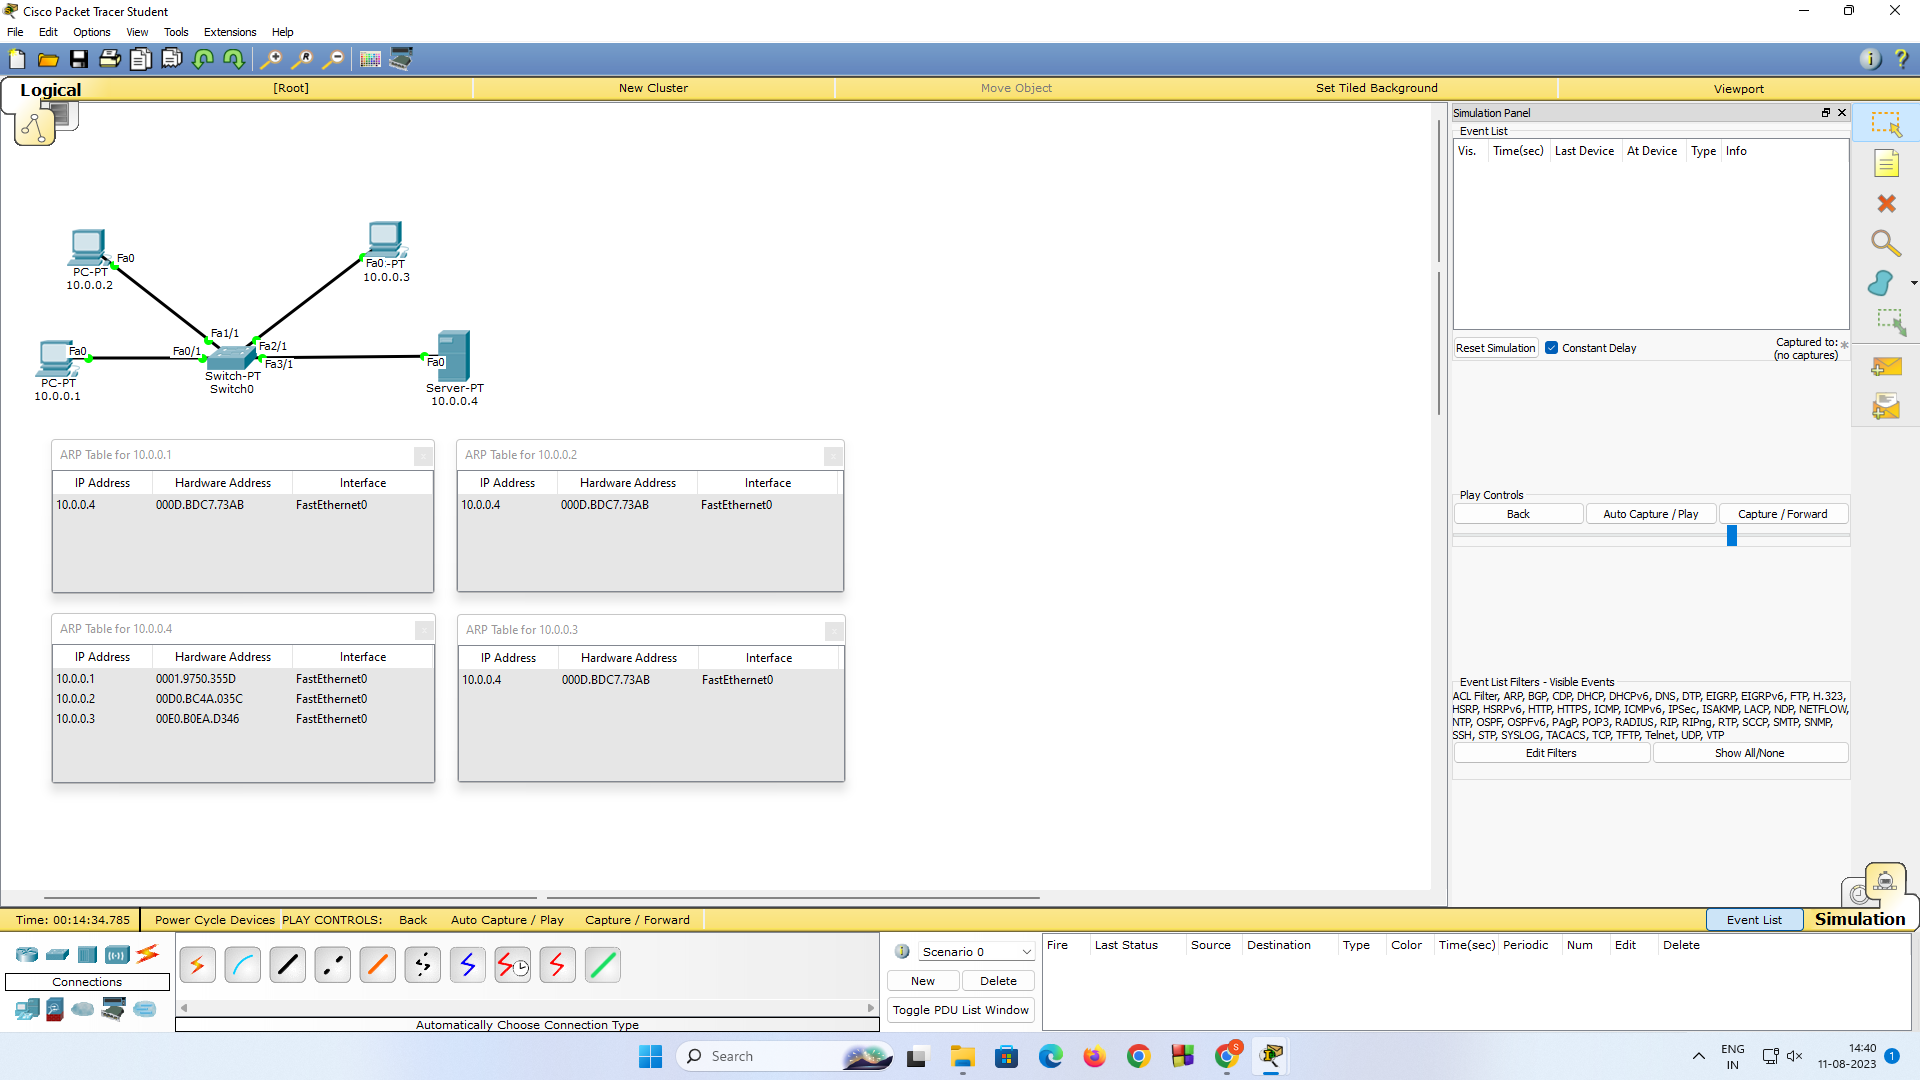 Cisco Packet Tracer Student
File Edit Options View Tools Extensions Help
Logical [Root] New Cluster Move Object Set Tiled Background Viewport
Simulation Panel
Event List
Vis. Time(sec) Last Device At Device Type Info
Fa0
PC-PT
10.0.0.2
Fa0 -PT
10.0.0.3
Fa0
PC-PT
10.0.0.1
Fa0/1
Fa1/1
Fa2/1
Fa3/1
Switch-PT
Switch0
Fa0
Server-PT
10.0.0.4
Reset Simulation Constant Delay Captured to:
(no captures)
ARP Table for 10.0.0.1
IP Address Hardware Address Interface
10.0.0.4 000D.BDC7.73AB FastEthernet0
ARP Table for 10.0.0.2
IP Address Hardware Address Interface
10.0.0.4 000D.BDC7.73AB FastEthernet0
ARP Table for 10.0.0.4
IP Address Hardware Address Interface
10.0.0.1 0001.9750.355D FastEthernet0
10.0.0.2 00D0.BC4A.035C FastEthernet0
10.0.0.3 00E0.B0EA.D346 FastEthernet0
ARP Table for 10.0.0.3
IP Address Hardware Address Interface
10.0.0.4 000D.BDC7.73AB FastEthernet0
Play Controls
Back Auto Capture / Play Capture / Forward
Event List Filters - Visible Events
ACL Filter, ARP, BGP, CDP, DHCP, DHCPv6, DNS, DTP, EIGRP, EIGRPv6, FTP, H.323,
HSRP, HSRPv6, HTTP, HTTPS, ICMP, ICMPv6, IPSec, ISAKMP, LACP, NDP, NETFLOW,
NTP, OSPF, OSPFv6, PAgP, POP3, RADIUS, RIP, RIPng, RTP, SCCP, SMTP, SNMP,
SSH, STP, SYSLOG, TACACS, TCP, TFTP, Telnet, UDP, VTP
Edit Filters Show All/None
Time: 00:14:34.785 Power Cycle Devices PLAY CONTROLS: Back Auto Capture / Play Capture / Forward Event List Simulation
Connections
Automatically Choose Connection Type
Scenario 0
New Delete
Toggle PDU List Window
Fire Last Status Source Destination Type Color Time(sec) Periodic Num Edit Delete
Search
S
ENG
IN
14:40
11-08-2023
1